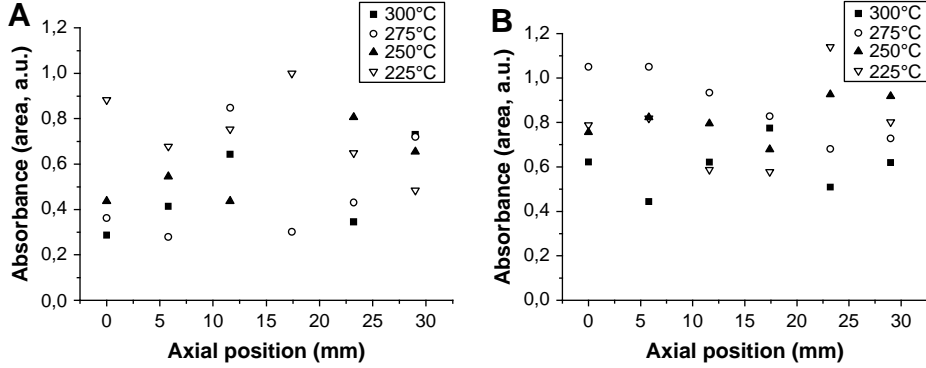 A
Absorbance (area, a.u.)
1,2
1,0
0,8
0,6
0,4
0,2
0,0
300°C
275°C
250°C
225°C
0 5 10 15 20 25 30
Axial position (mm)
B
Absorbance (area, a.u.)
1,2
1,0
0,8
0,6
0,4
0,2
0,0
300°C
275°C
250°C
225°C
0 5 10 15 20 25 30
Axial position (mm)